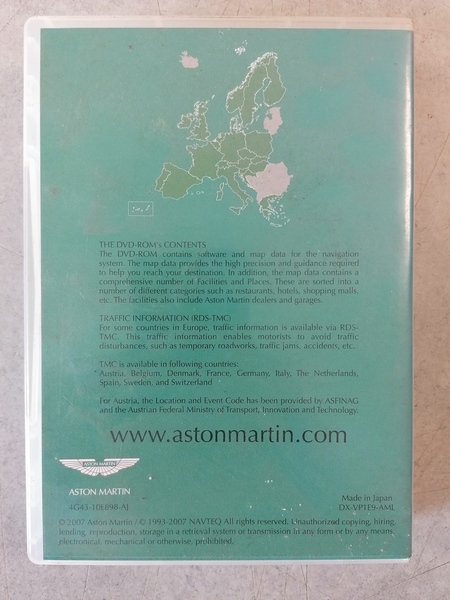 THE DVD-ROM's CONTENTS
The DVD-ROM contains software and map data for the navigation
system. The map data provides the high precision and guidance required
to help you reach your destination. In addition, the map data contains a
comprehensive number of Facilities and Places. These are sorted into a
number of different categories such as restaurants, hotels, shopping malls,
etc. The facilities also include Aston Martin dealers and garages.
TRAFFIC INFORMATION (RDS-TMC)
For some countries in Europe, traffic information is available via RDS-
TMC. This traffic information enables motorists to avoid traffic
disturbances, such as temporary roadworks, traffic jams, accidents, etc.
TMC is available in following countries:
Austria, Belgium, Denmark, France, Germany, Italy, The Netherlands,
Spain, Sweden, and Switzerland
For Austria, the Location and Event Code has been provided by ASFINAG
and the Austrian Federal Ministry of Transport, Innovation and Technology.
www.astonmartin.com
ASTON MARTIN
ASTON MARTIN
4G43-10E898-AJ
Made in Japan
DX-VP1E9-AML
© 2007 Aston Martin / © 1993-2007 NAVTEQ All rights reserved. Unauthorized copying, hiring,
lending, reproduction, storage in a retrieval system or transmission in any form or by any means,
electronical, mechanical or otherwise, prohibited.